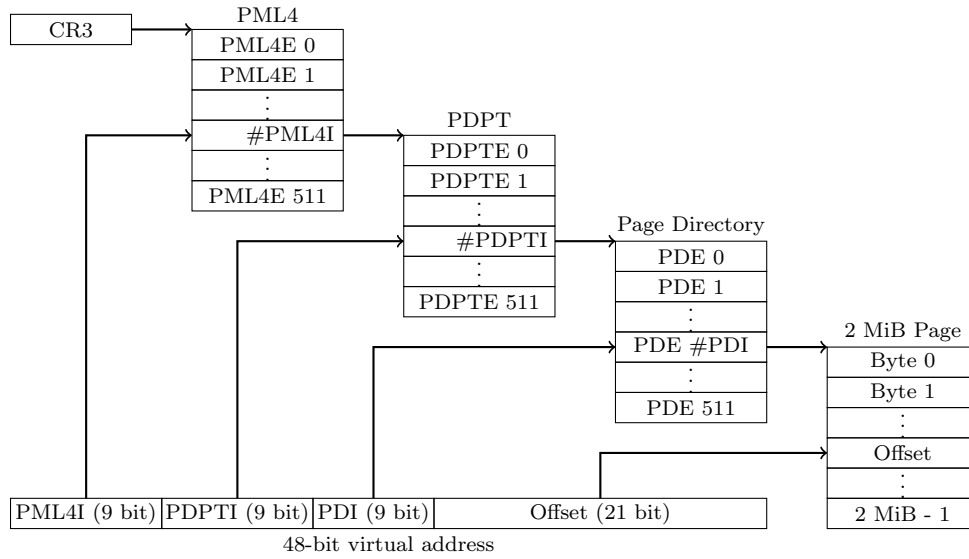 CR3
PML4
PML4E 0
PML4E 1
⋮
#PML4I
⋮
PML4E 511
PDPT
PDPTE 0
PDPTE 1
⋮
#PDPTI
⋮
PDPTE 511
Page Directory
PDE 0
PDE 1
⋮
PDE #PDI
⋮
PDE 511
2 MiB Page
Byte 0
Byte 1
⋮
Offset
⋮
2 MiB - 1
PML4I (9 bit) PDPTI (9 bit) PDI (9 bit) Offset (21 bit)
48-bit virtual address